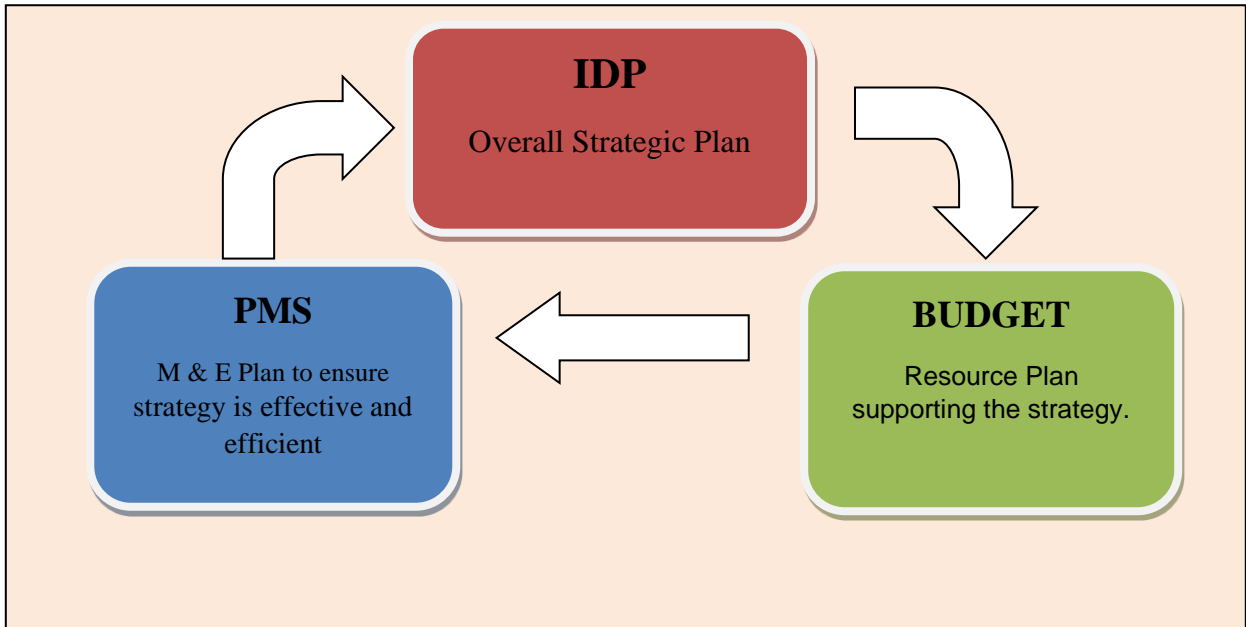 IDP
Overall Strategic Plan
PMS
M & E Plan to ensure
strategy is effective and
efficient
BUDGET
Resource Plan
supporting the strategy.